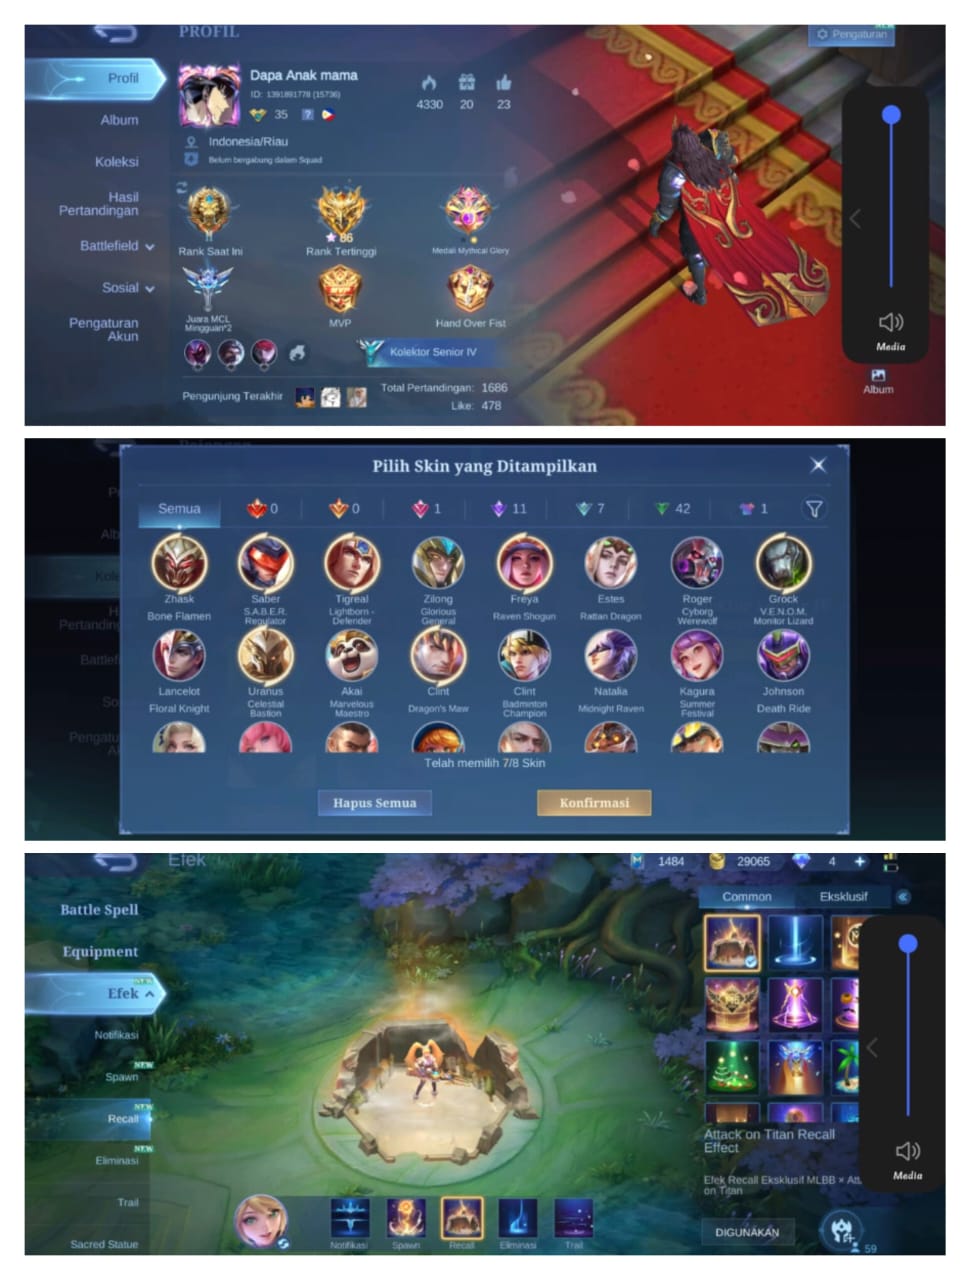 PROFIL
Pengaturan
Profil
Album
Koleksi
Hasil
Pertandingan
Battlefield
Sosial
Pengaturan
Akun
Dapa Anak mama
ID: 1391891778 (15736)
35
?
4330
20
23
Indonesia/Riau
Belum bergabung dalam Squad
Rank Saat Ini
86
Rank Tertinggi
Medali Mythical Glory
Juara MCL
Mingguan*2
MVP
Hand Over Fist
Kolektor Senior IV
Pengunjung Terakhir
Total Pertandingan: 1686
Like: 478
Media
Album
Pilih Skin yang Ditampilkan
Semua
0
0
1
11
7
42
1
Zhask
Saber
Tigreal
Zilong
Freya
Estes
Roger
Grock
Bone Flamen
S.A.B.E.R. Regulator
Lightborn - Defender
Glorious General
Raven Shogun
Rattan Dragon
Cyborg Werewolf
V.E.N.O.M. Monitor Lizard
Lancelot
Uranus
Akai
Clint
Clint
Natalia
Kagura
Johnson
Floral Knight
Celestial Bastion
Marvelous Maestro
Dragon's Maw
Badminton Champion
Midnight Raven
Summer Festival
Death Ride
Telah memilih 7/8 Skin
Hapus Semua
Konfirmasi
Efek
1484
29065
4
+
Battle Spell
Equipment
NEW
Efek
Notifikasi
NEW
Spawn
NEW
Recall
NEW
Eliminasi
Trail
Sacred Statue
Common
Eksklusif
Attack on Titan Recall
Effect
Efek Recall Eksklusif MLBB × Att
on Titan
DIGUNAKAN
59
Media
Notifikasi
Spawn
Recall
Eliminasi
Trail